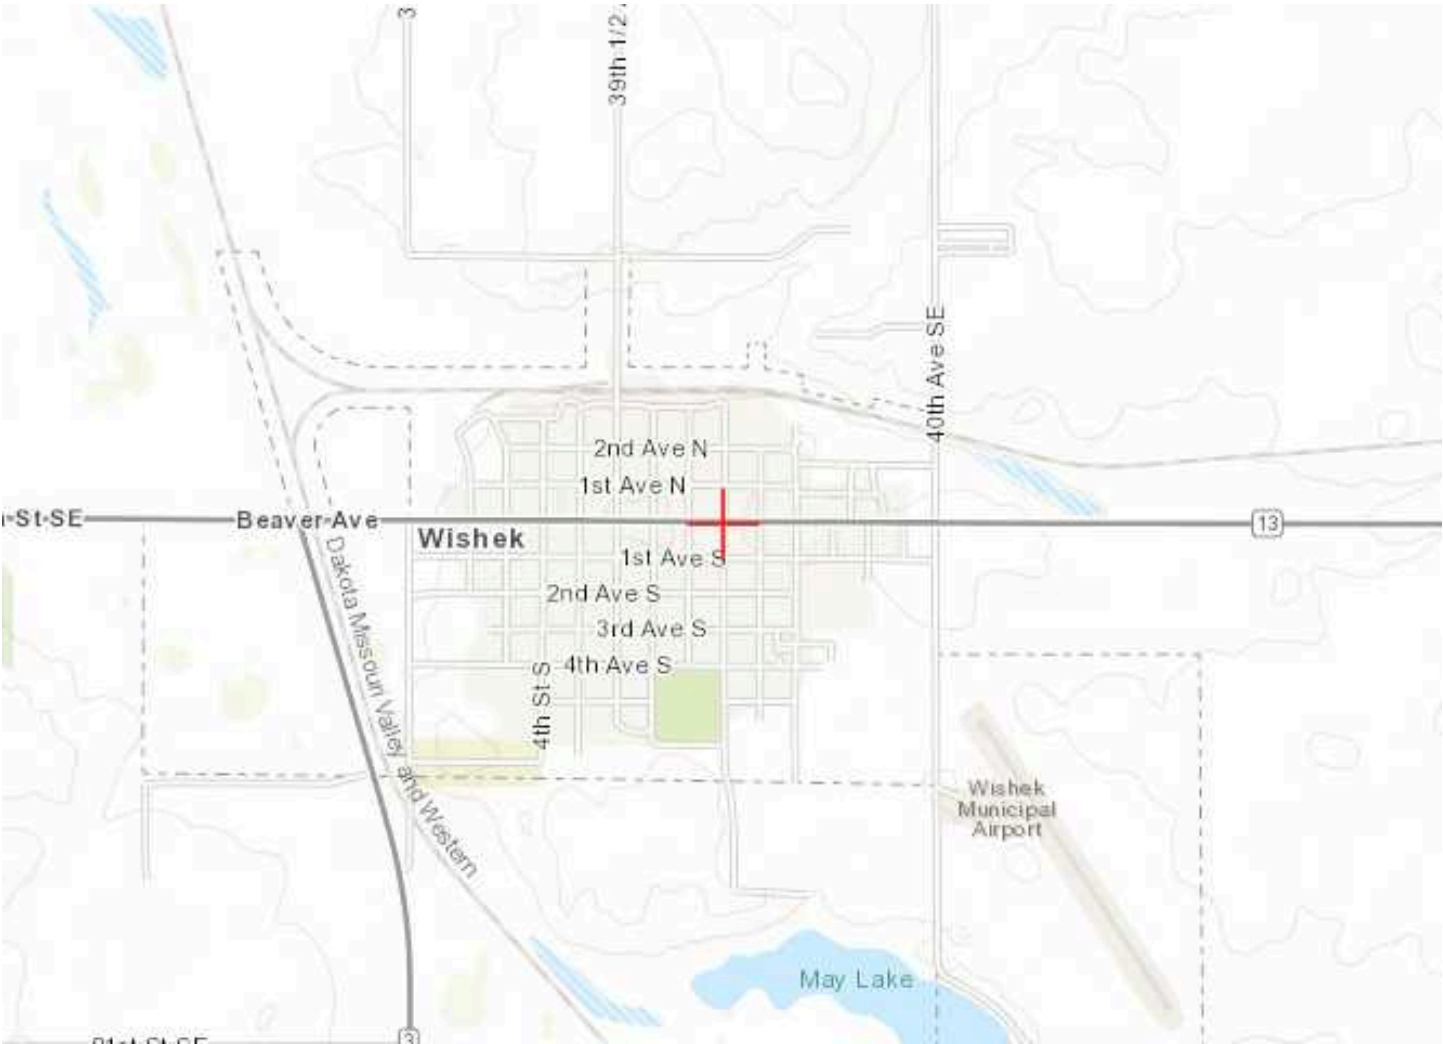 3
39th 1/2
40th Ave SE
2nd Ave N
1st Ave N
St SE
Beaver Ave
13
Wishek
1st Ave S
2nd Ave S
3rd Ave S
4th Ave S
4th St S
Dakota Missouri Valley and Western
Wishek
Municipal
Airport
May Lake
3